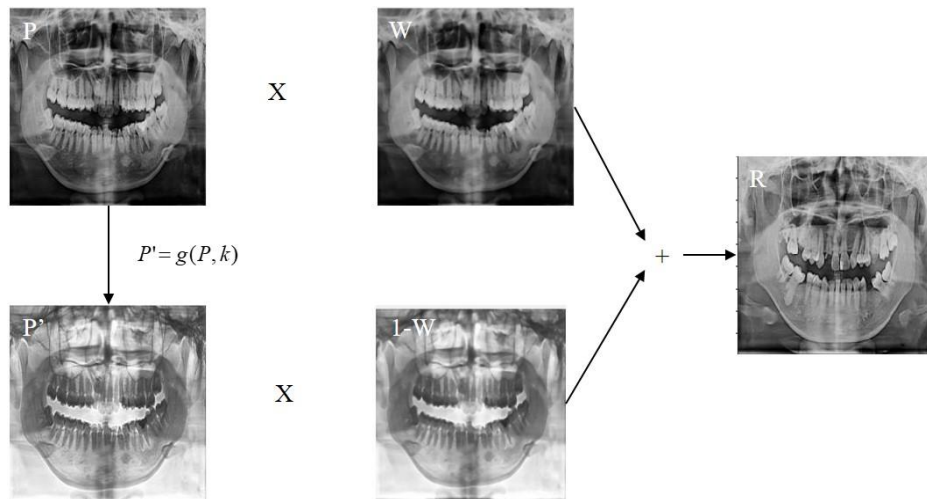 P
W
X
R
P' = g(P, k)
+
P’
1-W
X